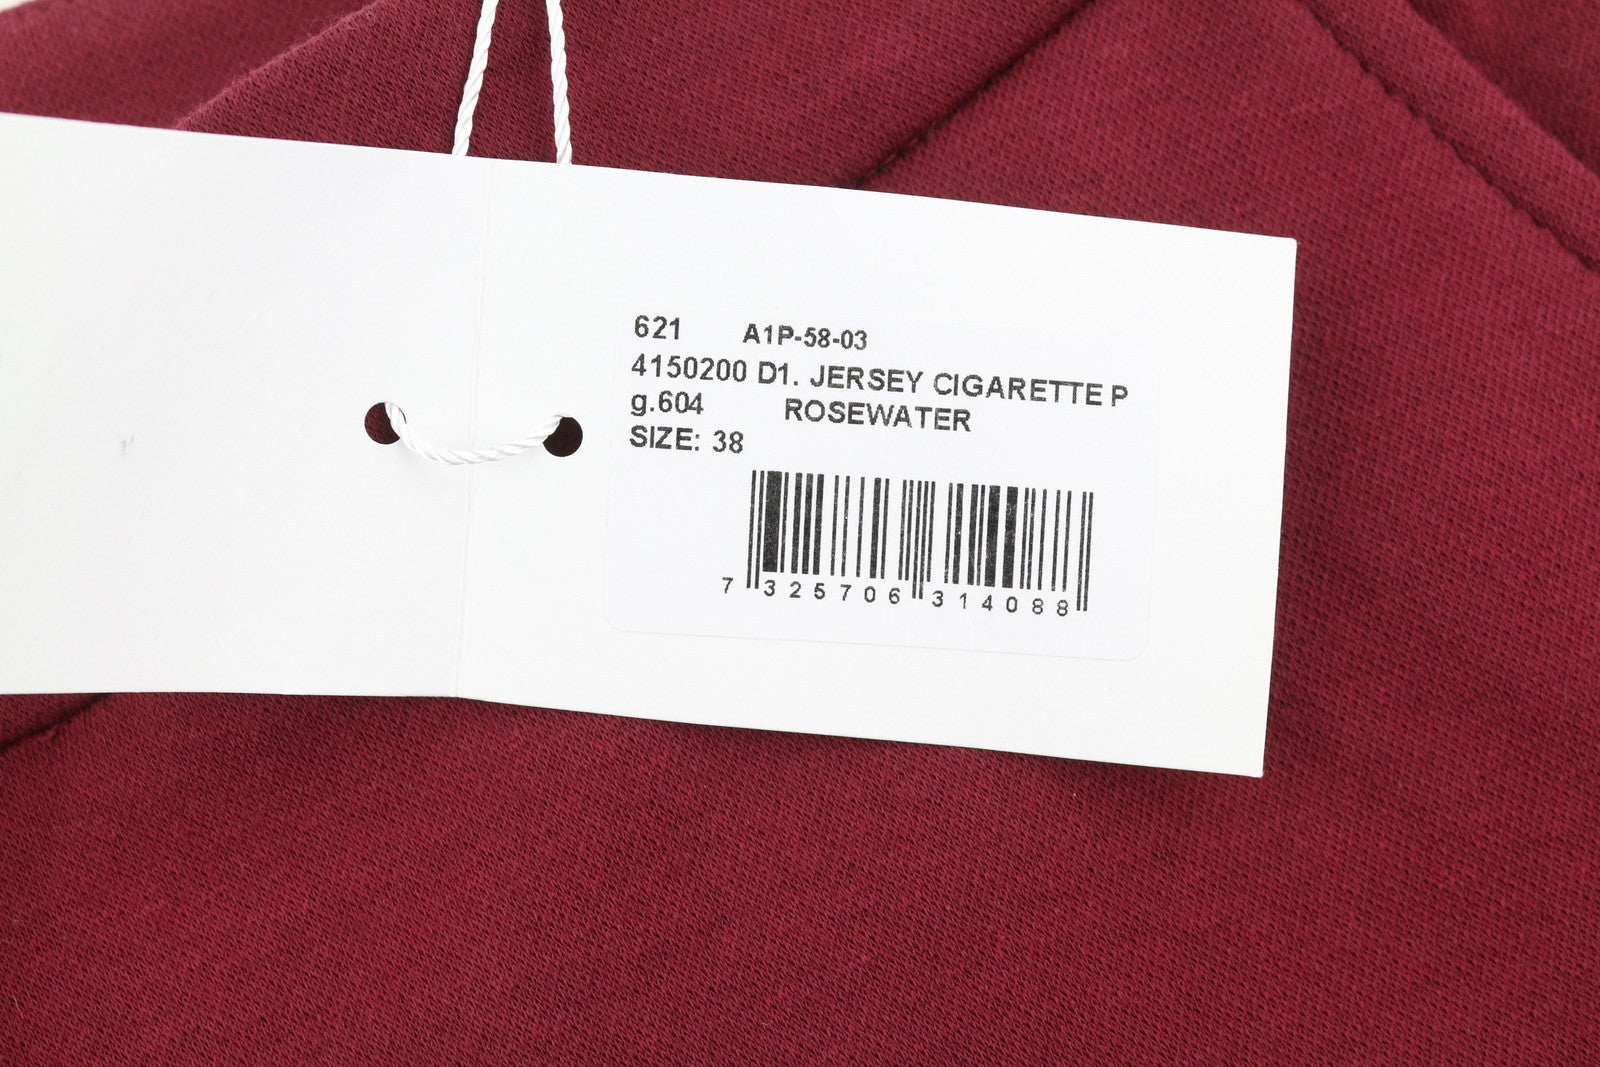 621 A1P-58-03
4150200 D1. JERSEY CIGARETTE P
g.604 ROSEWATER
SIZE: 38
7 325706 314088